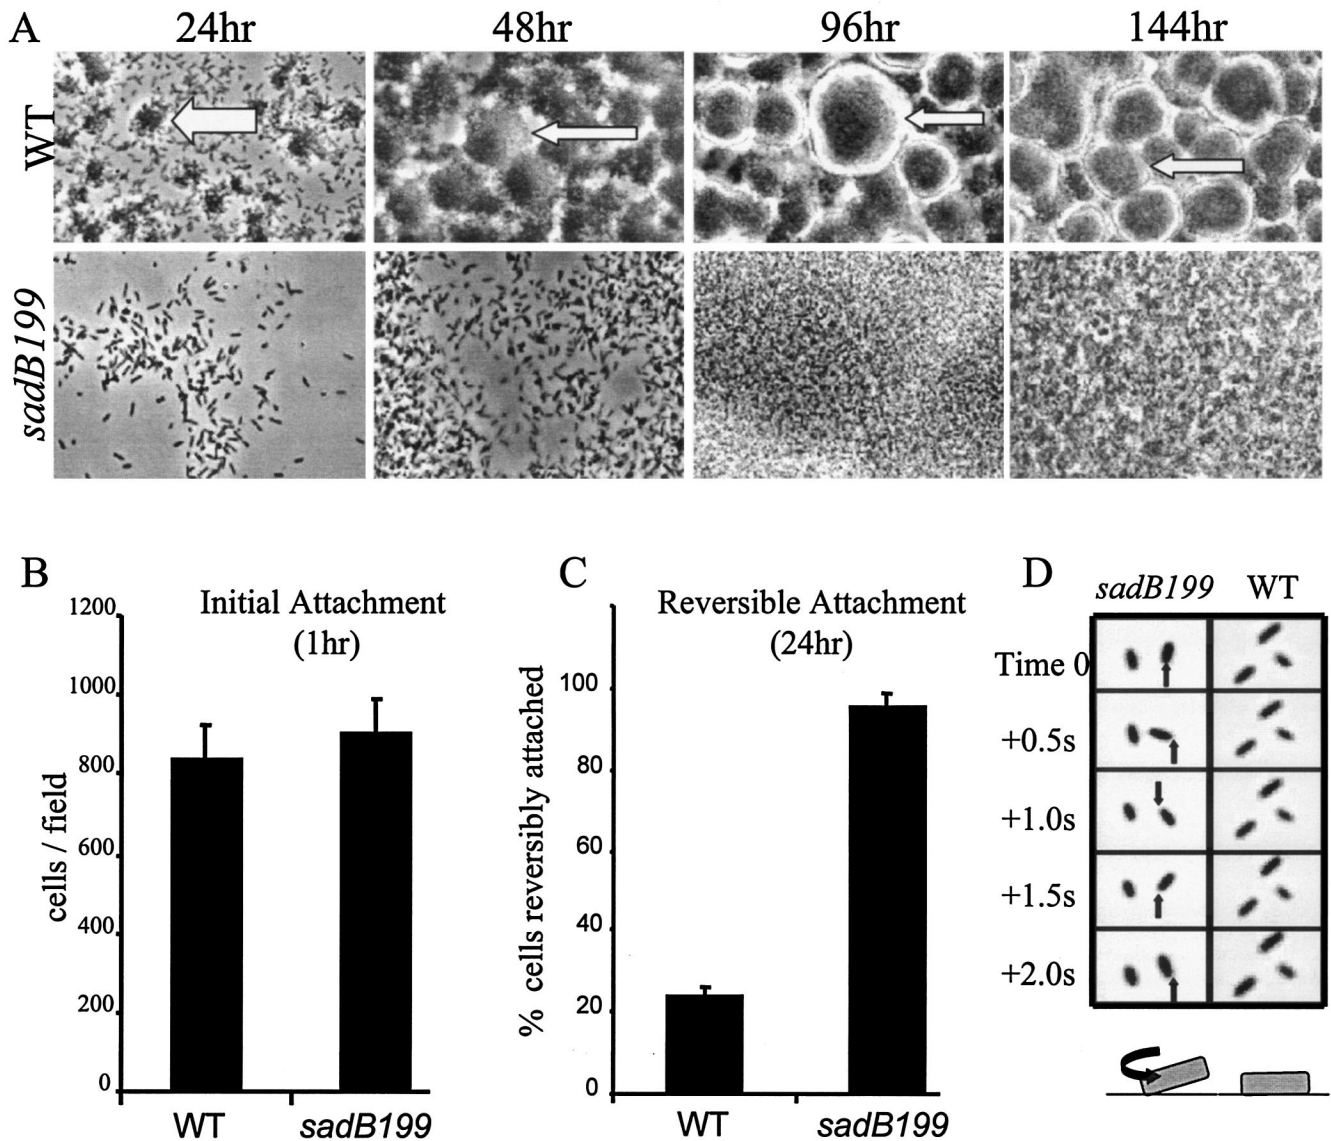 A
24hr 48hr 96hr 144hr
WT
sadB199
B
Initial Attachment
(1hr)
cells / field
1200
1000
800
600
400
200
0
WT sadB199
C
Reversible Attachment
(24hr)
% cells reversibly attached
100
80
60
40
20
0
WT sadB199
D
sadB199 WT
Time 0
+0.5s
+1.0s
+1.5s
+2.0s